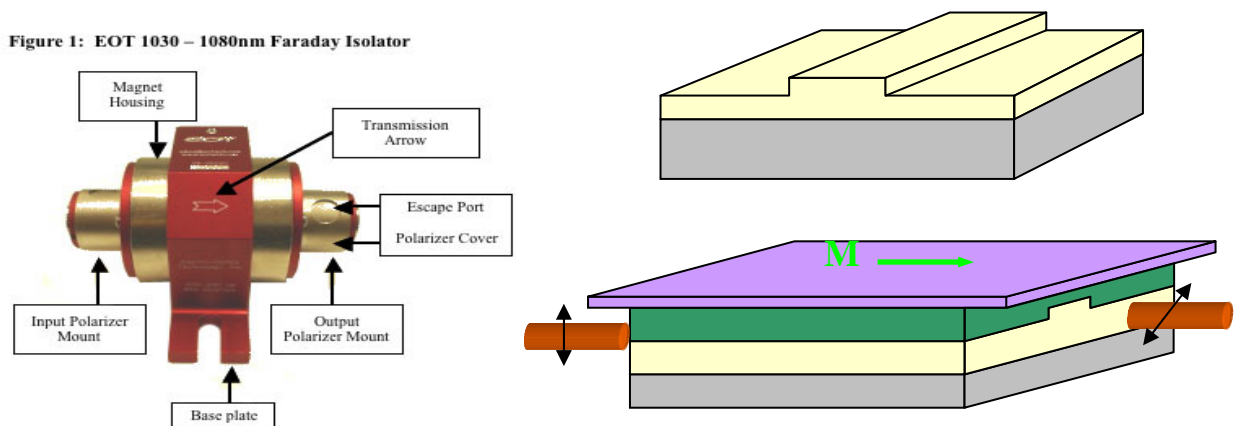 Figure 1: EOT 1030 – 1080nm Faraday Isolator
Magnet
Housing
Transmission
Arrow
Escape Port
Polarizer Cover
Input Polarizer
Mount
Output
Polarizer Mount
Base plate
M